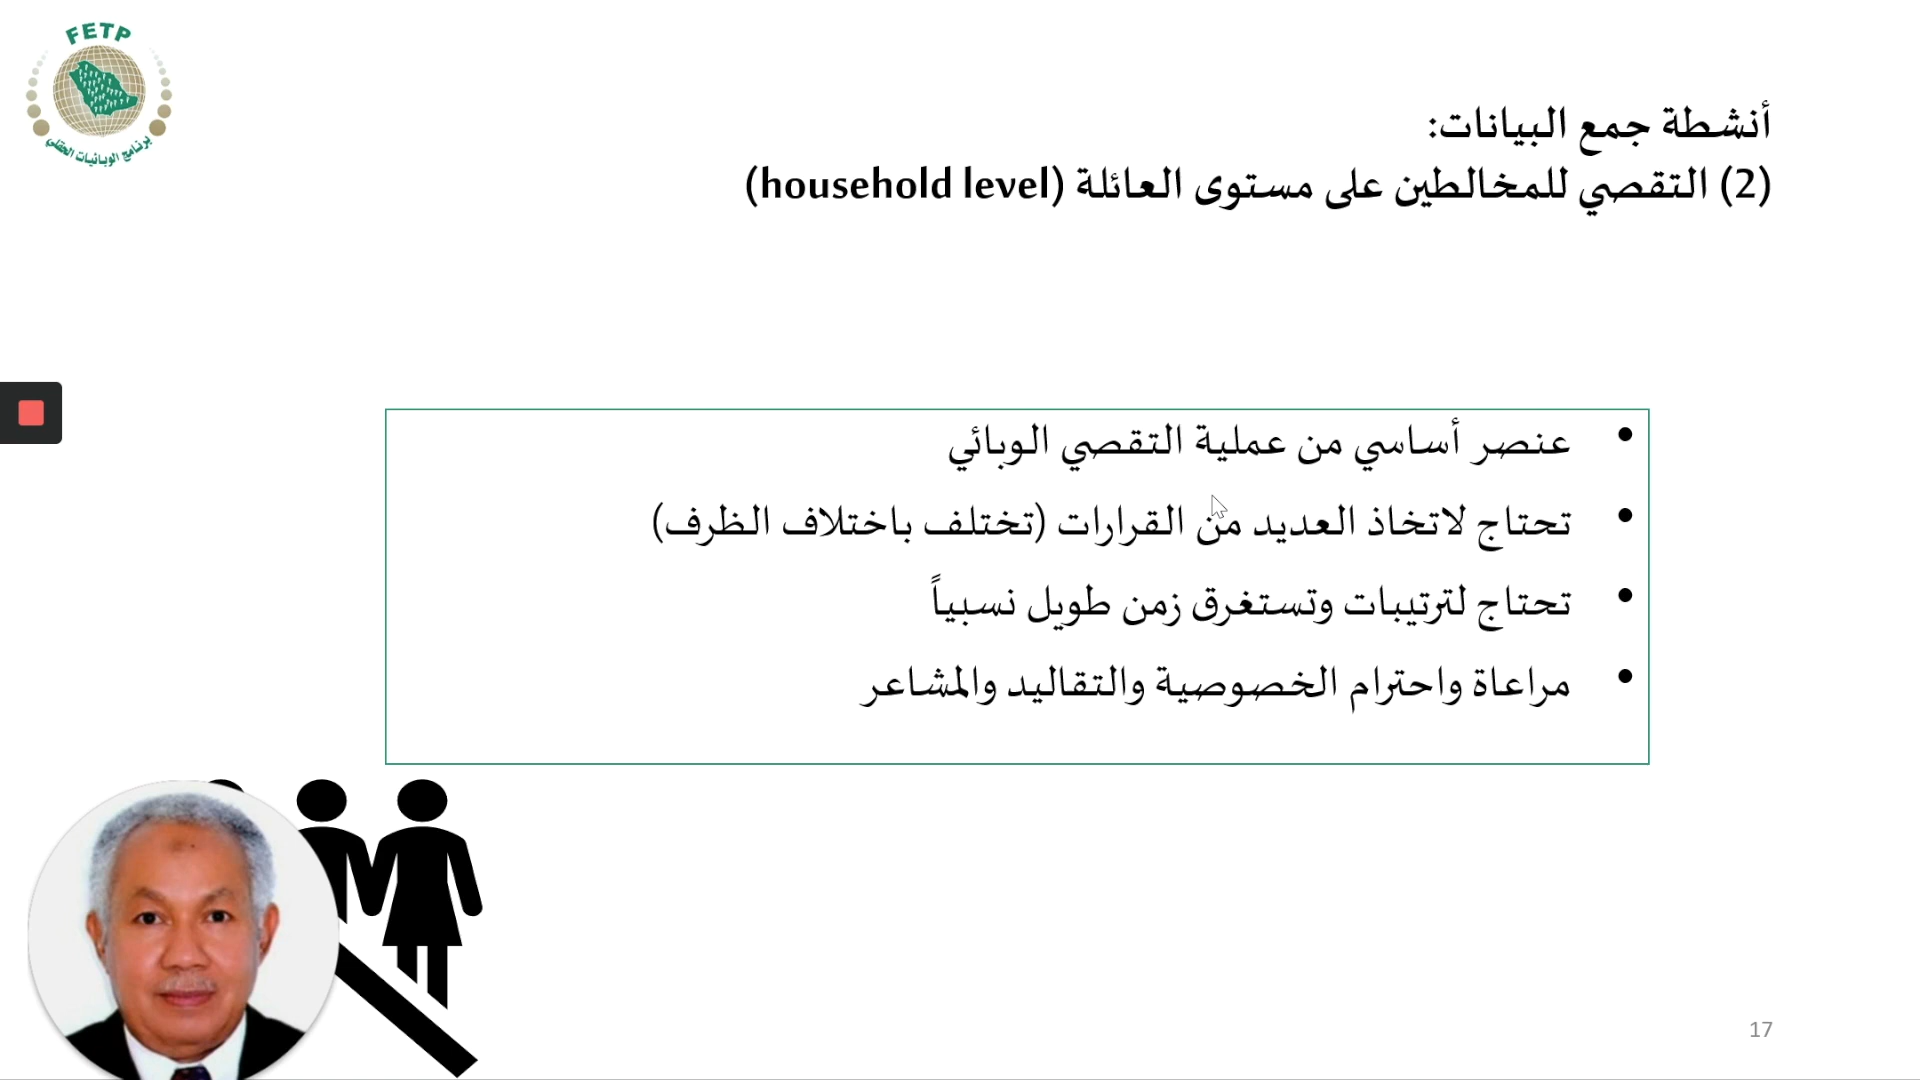 FETP
برنامج الوبائيات الحقلي
أنشطة جمع البيانات:
(2) التقصي للمخالطين على مستوى العائلة (household level)
• عنصر أساسي من عملية التقصي الوبائي
• تحتاج لاتخاذ العديد من القرارات (تختلف باختلاف الظرف)
• تحتاج لترتيبات وتستغرق زمن طويل نسبياً
• مراعاة واحترام الخصوصية والتقاليد والمشاعر
17